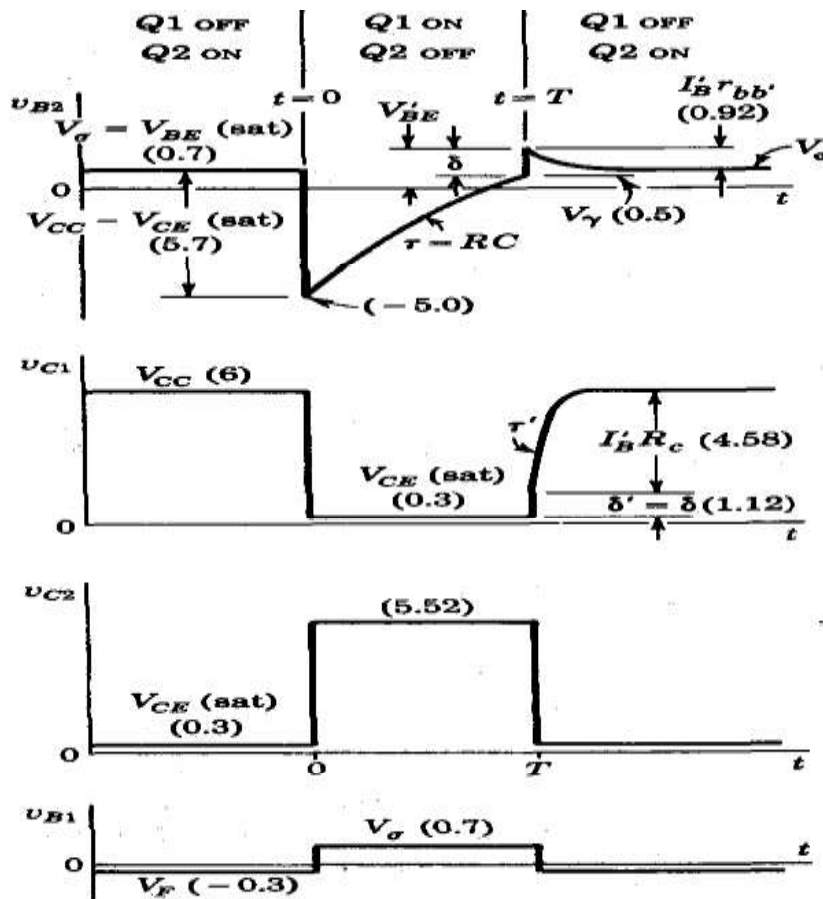 Q1 OFF Q1 ON Q1 OFF
Q2 ON Q2 OFF Q2 ON
t = 0 V'BE t = T I'B rbb'
(0.92)
vB2
Vσ – VBE (sat)
(0.7)
δ
0
t
VCC – VCE (sat)
(5.7)
τ – RC
Vγ (0.5)
(– 5.0)
vC1
VCC (6)
τ'
I'B Rc (4.58)
VCE (sat)
(0.3)
δ' = δ (1.12)
0
t
vC2
(5.52)
VCE (sat)
(0.3)
0
0 T t
vB1
Vσ (0.7)
t
0
VF (– 0.3)